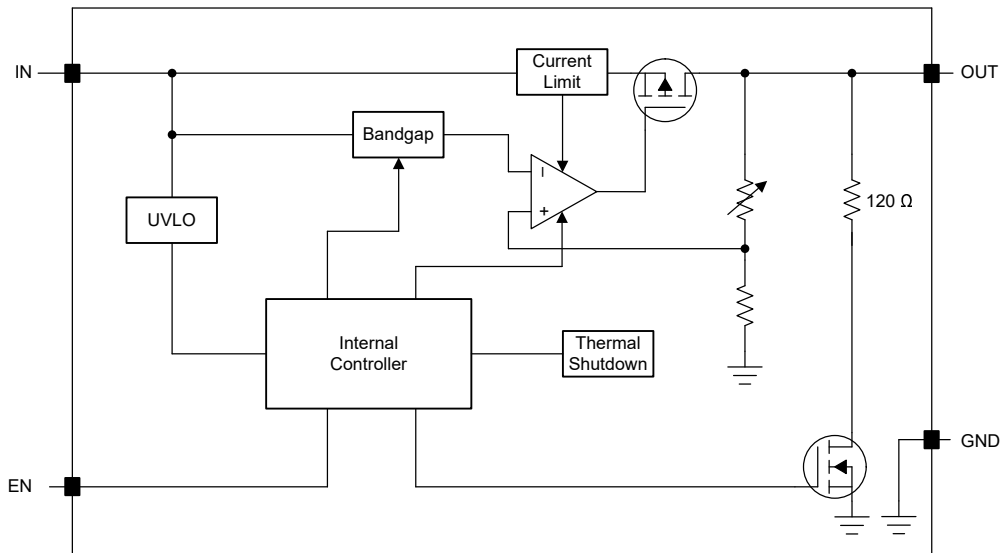 IN
Current
Limit
OUT
Bandgap
–
+
120 Ω
UVLO
Internal
Controller
Thermal
Shutdown
GND
EN